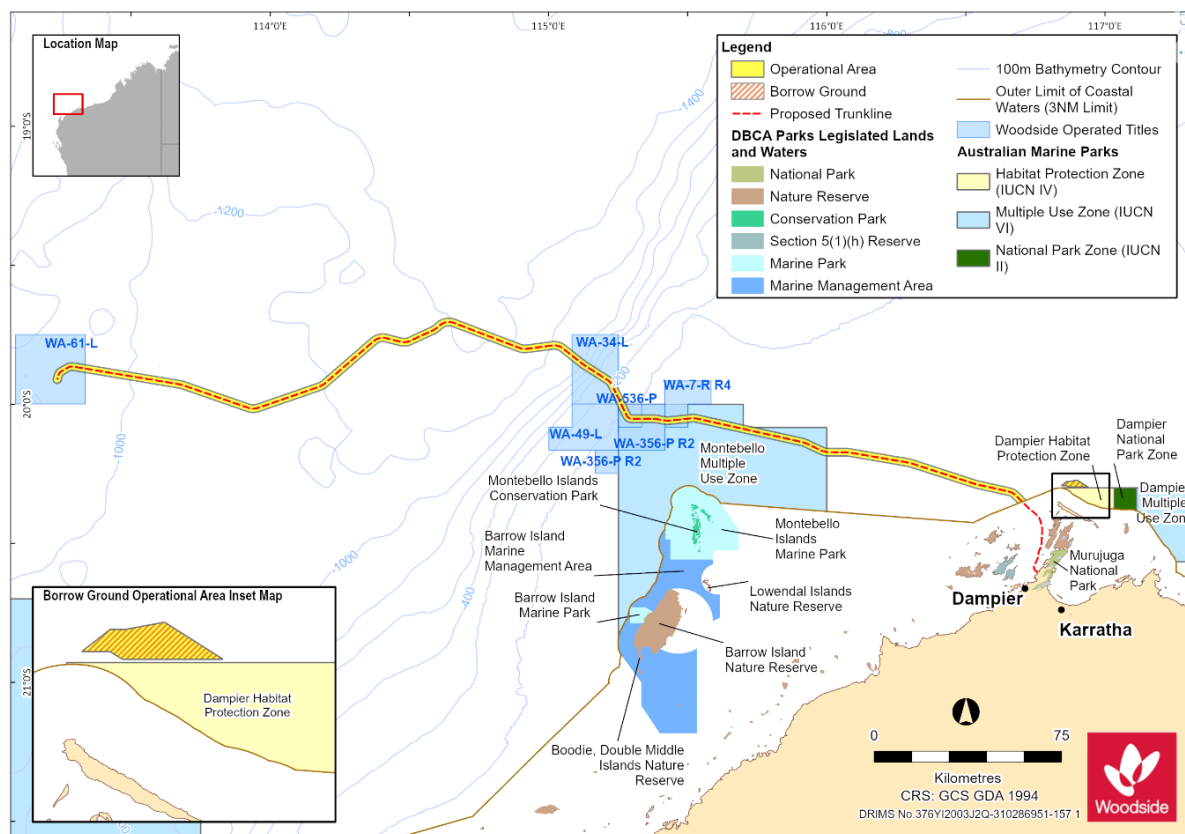 114°0'E
115°0'E
116°0'E
117°0'E
Location Map
19°0'S
20°0'S
21°0'S
Legend
Operational Area
Borrow Ground
Proposed Trunkline
DBCA Parks Legislated Lands
and Waters
National Park
Nature Reserve
Conservation Park
Section 5(1)(h) Reserve
Marine Park
Marine Management Area
100m Bathymetry Contour
Outer Limit of Coastal
Waters (3NM Limit)
Woodside Operated Titles
Australian Marine Parks
Habitat Protection Zone
(IUCN IV)
Multiple Use Zone (IUCN
VI)
National Park Zone (IUCN
II)
-1400
-1200
-200
-1000
-1000
WA-61-L
WA-34-L
WA-7-R R4
WA-536-P
WA-49-L
WA-356-P R2
WA-356-P R2
Montebello
Multiple
Use Zone
Montebello Islands
Conservation Park
Barrow Island
Marine
Management Area
Barrow Island
Marine Park
Montebello
Islands
Marine Park
Lowendal Islands
Nature Reserve
Barrow Island
Nature Reserve
Boodie, Double Middle
Islands Nature
Reserve
Dampier Habitat
Protection Zone
Dampier
National
Park Zone
Dampier
Multiple
Use Zone
Murujuga
National
Park
Dampier
Karratha
Borrow Ground Operational Area Inset Map
Dampier Habitat
Protection Zone
0
75
Kilometres
CRS: GCS GDA 1994
DRIMS No.376YI2003J2Q-310286951-157 1
Woodside